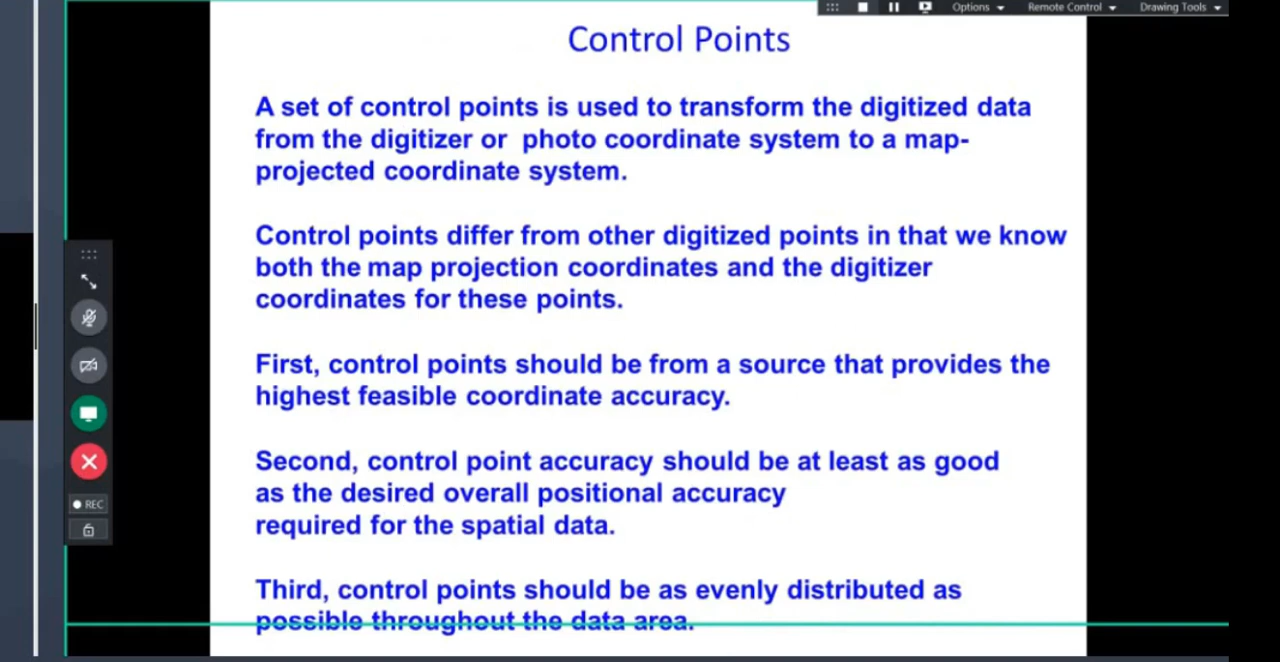 Options
Remote Control
Drawing Tools
Control Points
A set of control points is used to transform the digitized data
from the digitizer or photo coordinate system to a map-
projected coordinate system.
Control points differ from other digitized points in that we know
both the map projection coordinates and the digitizer
coordinates for these points.
First, control points should be from a source that provides the
highest feasible coordinate accuracy.
Second, control point accuracy should be at least as good
as the desired overall positional accuracy
required for the spatial data.
Third, control points should be as evenly distributed as
possible throughout the data area.
REC